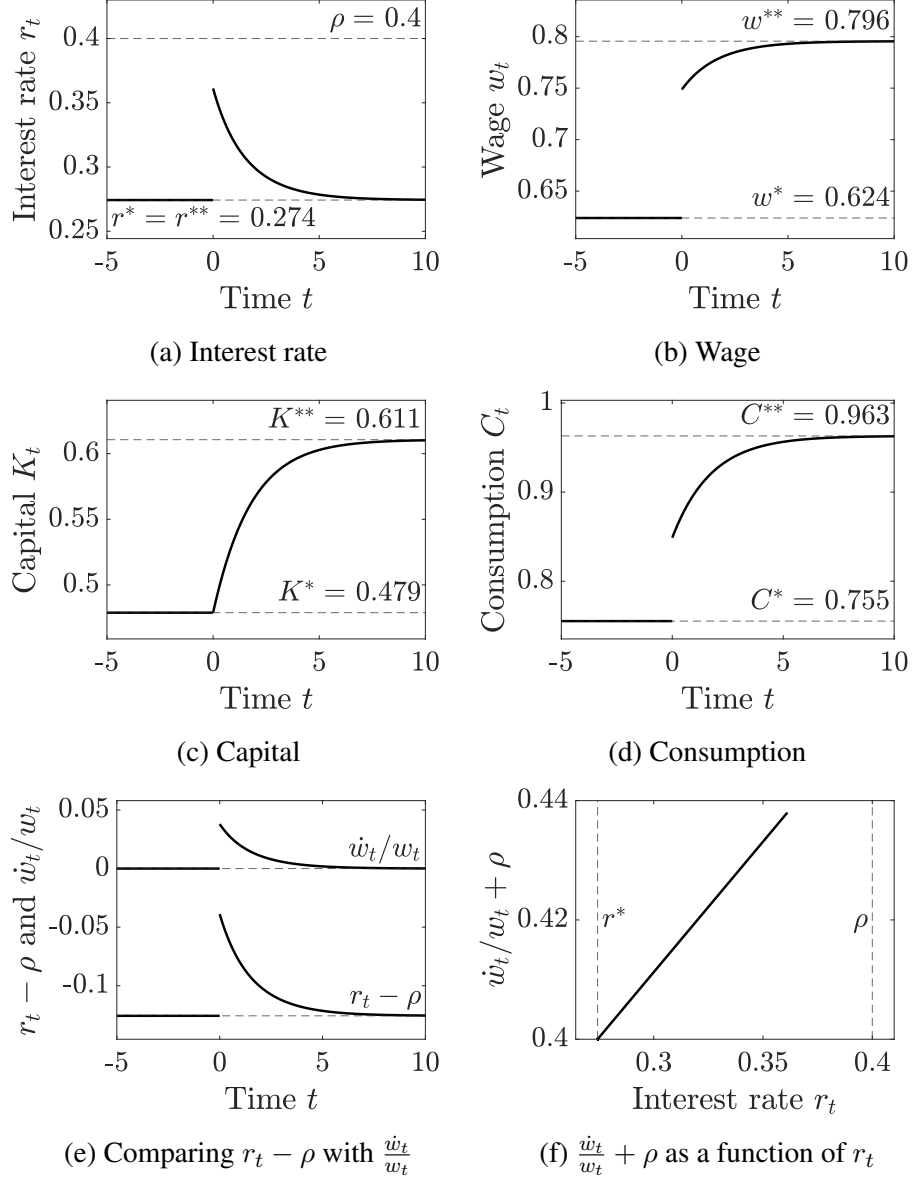 Interest rate r_t
0.4
0.35
0.3
0.25
ρ = 0.4
r* = r** = 0.274
-5 0 5 10
Time t
(a) Interest rate
Wage w_t
0.8
0.75
0.7
0.65
w** = 0.796
w* = 0.624
-5 0 5 10
Time t
(b) Wage
Capital K_t
0.6
0.55
0.5
K** = 0.611
K* = 0.479
-5 0 5 10
Time t
(c) Capital
Consumption C_t
1
0.9
0.8
C** = 0.963
C* = 0.755
-5 0 5 10
Time t
(d) Consumption
r_t − ρ and ẇ_t/w_t
0.05
0
-0.05
-0.1
ẇ_t/w_t
r_t − ρ
-5 0 5 10
Time t
(e) Comparing r_t − ρ with ẇ_t/w_t
ẇ_t/w_t + ρ
0.44
0.42
0.4
r*
ρ
0.3 0.35 0.4
Interest rate r_t
(f) ẇ_t/w_t + ρ as a function of r_t